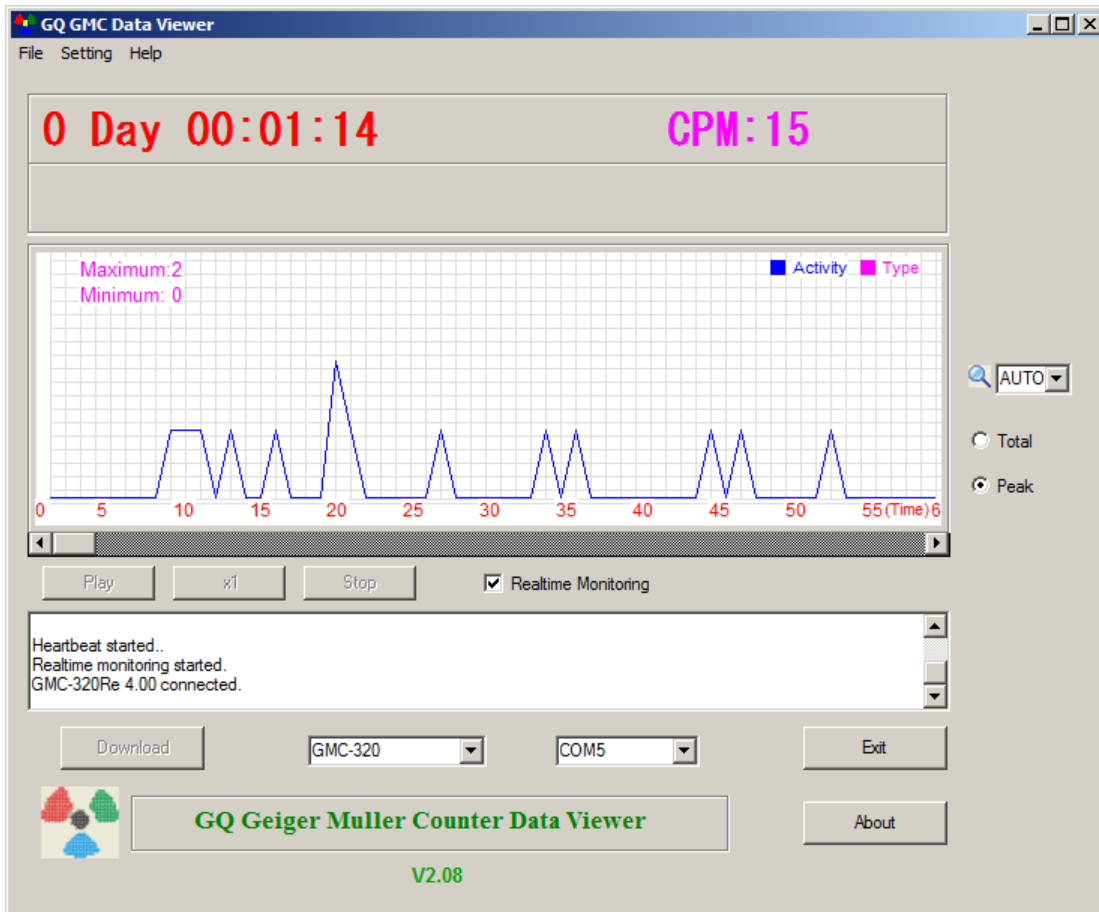 GQ GMC Data Viewer
File Setting Help
0 Day 00:01:14 CPM:15
Maximum:2
Minimum: 0
Activity Type
AUTO
Total
Peak
0 5 10 15 20 25 30 35 40 45 50 55(Time)6
Play x1 Stop Realtime Monitoring
Heartbeat started..
Realtime monitoring started.
GMC-320Re 4.00 connected.
Download GMC-320 COM5 Exit
GQ Geiger Muller Counter Data Viewer
About
V2.08